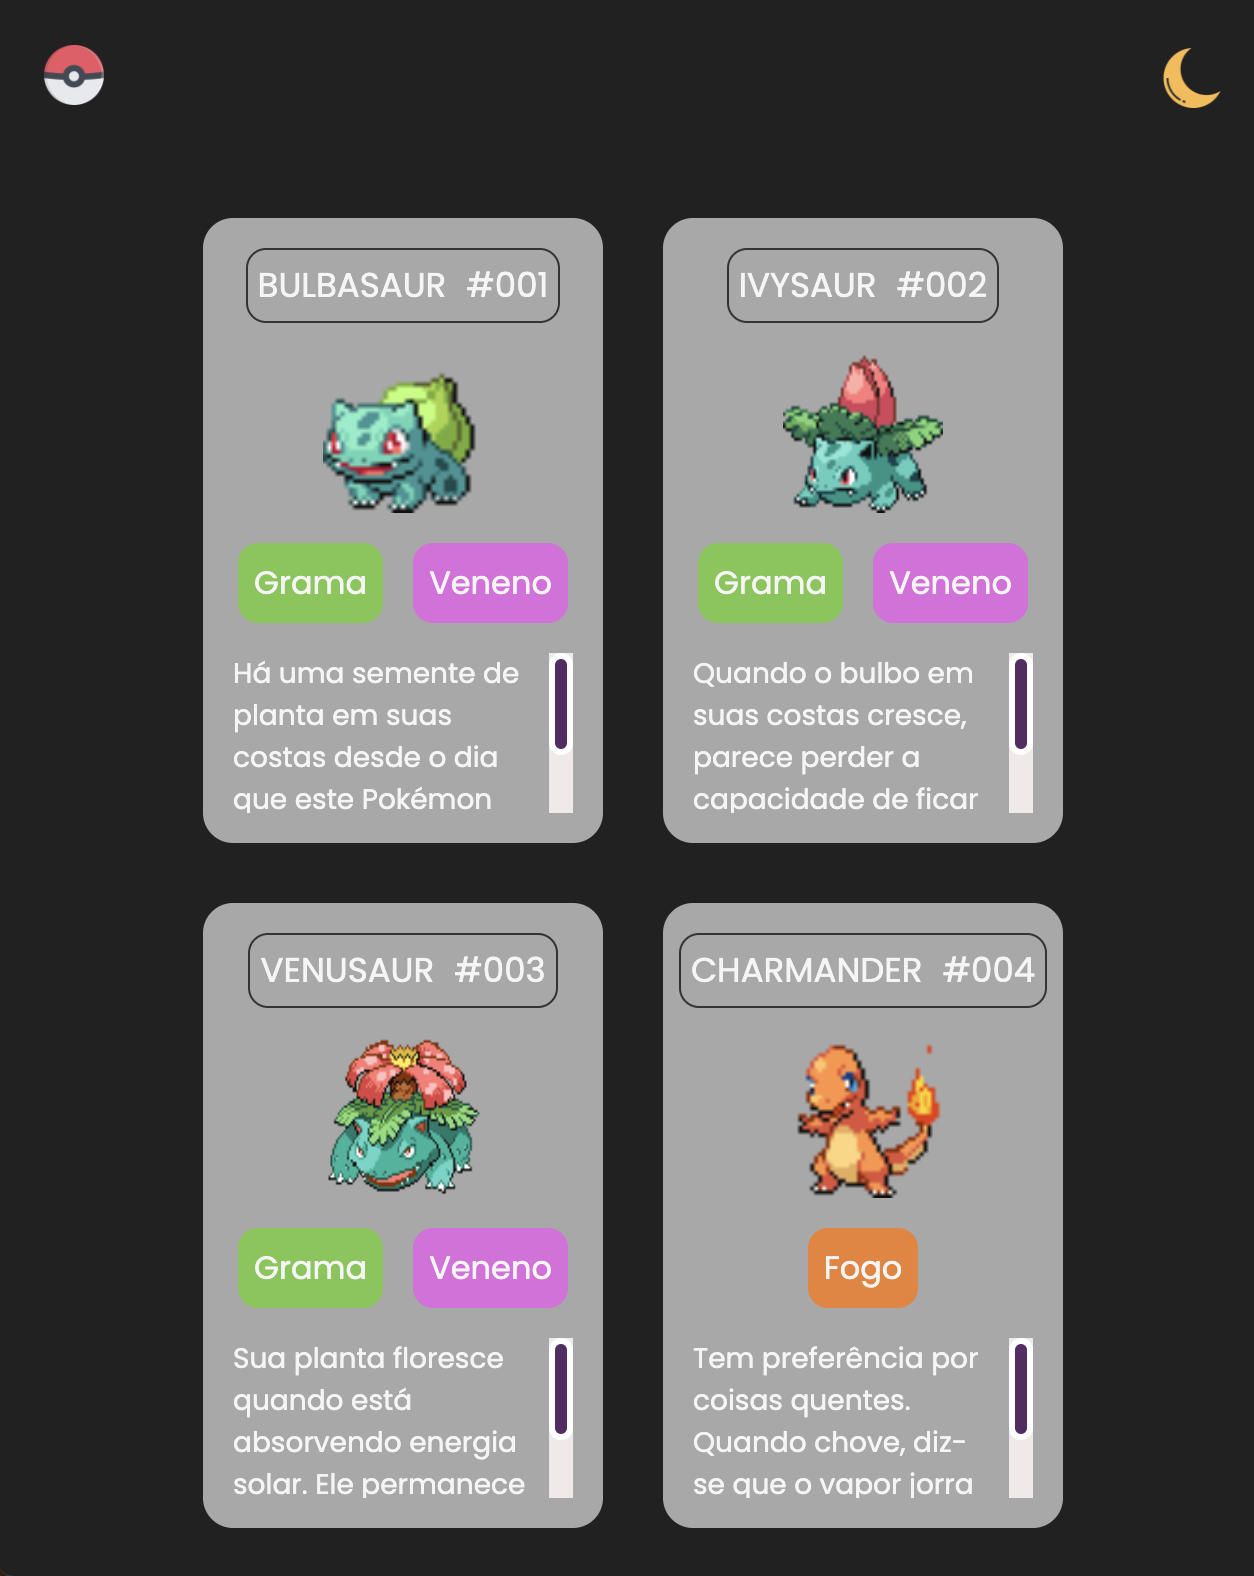 BULBASAUR #001
Grama Veneno
Há uma semente de
planta em suas
costas desde o dia
que este Pokémon
IVYSAUR #002
Grama Veneno
Quando o bulbo em
suas costas cresce,
parece perder a
capacidade de ficar
VENUSAUR #003
Grama Veneno
Sua planta floresce
quando está
absorvendo energia
solar. Ele permanece
CHARMANDER #004
Fogo
Tem preferência por
coisas quentes.
Quando chove, diz-
se que o vapor jorra